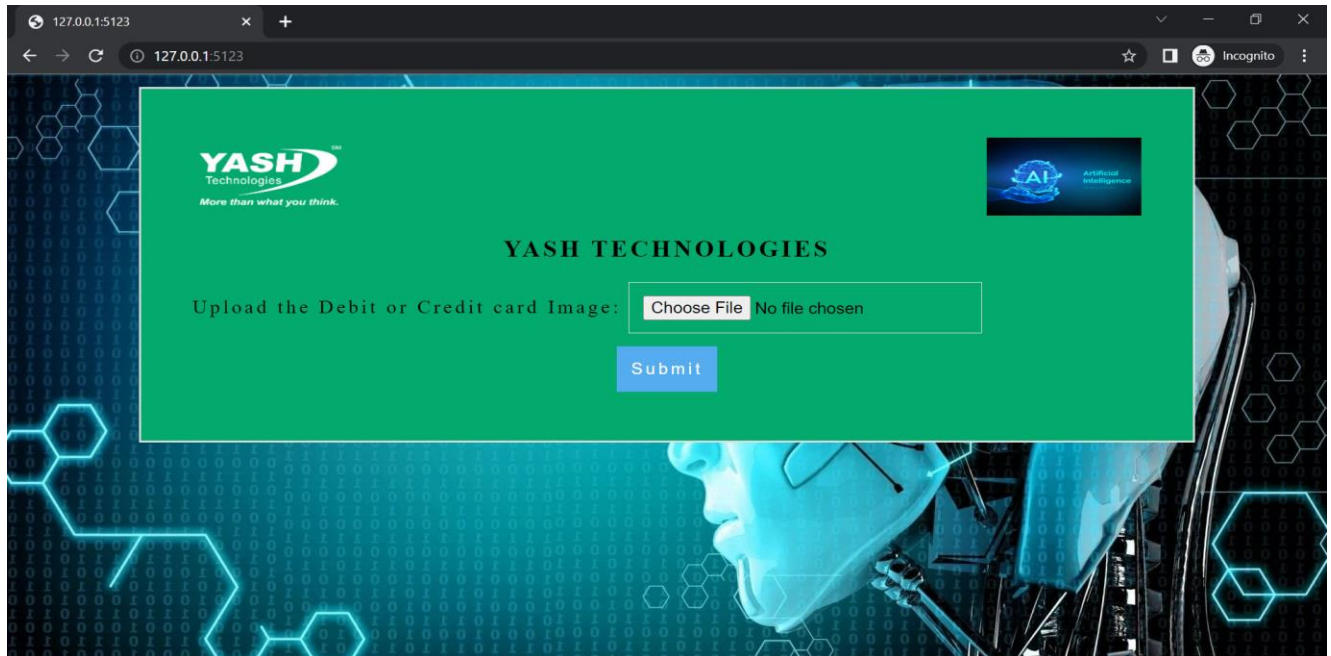 127.0.0.1:5123
127.0.0.1:5123
Incognito
YASH
SM
Technologies
More than what you think.
AI
Artificial
Intelligence
YASH TECHNOLOGIES
Upload the Debit or Credit card Image: Choose File No file chosen
Submit